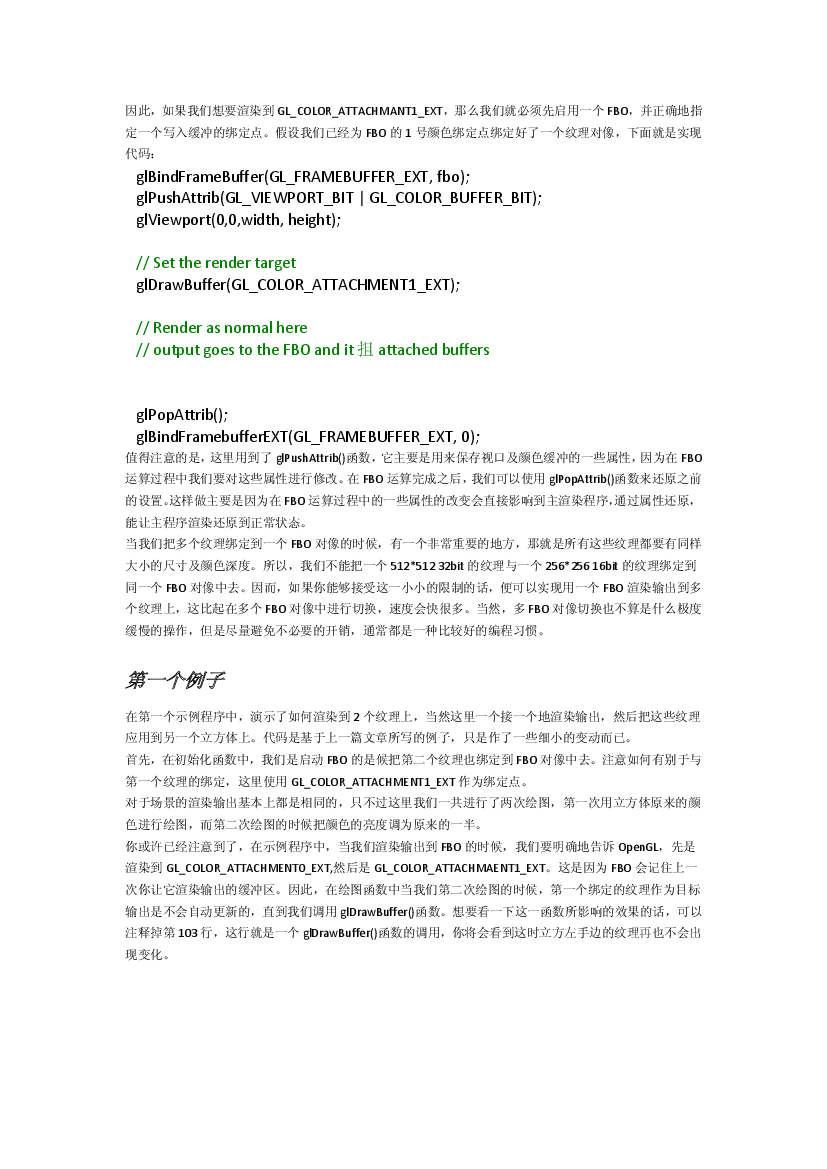 因此，如果我们想要渲染到 GL_COLOR_ATTACHMANT1_EXT，那么我们就必须先启用一个 FBO，并正确地指
定一个写入缓冲的绑定点。假设我们已经为 FBO 的 1 号颜色绑定点绑定好了一个纹理对像，下面就是实现
代码：
glBindFrameBuffer(GL_FRAMEBUFFER_EXT, fbo);
glPushAttrib(GL_VIEWPORT_BIT | GL_COLOR_BUFFER_BIT);
glViewport(0,0,width, height);
// Set the render target
glDrawBuffer(GL_COLOR_ATTACHMENT1_EXT);
// Render as normal here
// output goes to the FBO and it 抯 attached buffers
glPopAttrib();
glBindFramebufferEXT(GL_FRAMEBUFFER_EXT, 0);
值得注意的是，这里用到了 glPushAttrib()函数，它主要是用来保存视口及颜色缓冲的一些属性，因为在 FBO
运算过程中我们要对这些属性进行修改。在 FBO 运算完成之后，我们可以使用 glPopAttrib()函数来还原之前
的设置。这样做主要是因为在 FBO 运算过程中的一些属性的改变会直接影响到主渲染程序，通过属性还原，
能让主程序渲染还原到正常状态。
当我们把多个纹理绑定到一个 FBO 对像的时候，有一个非常重要的地方，那就是所有这些纹理都要有同样
大小的尺寸及颜色深度。所以，我们不能把一个 512*512 32bit 的纹理与一个 256*256 16bit 的纹理绑定到
同一个 FBO 对像中去。因而，如果你能够接受这一小小的限制的话，便可以实现用一个 FBO 渲染输出到多
个纹理上，这比起在多个 FBO 对像中进行切换，速度会快很多。当然，多 FBO 对像切换也不算是什么极度
缓慢的操作，但是尽量避免不必要的开销，通常都是一种比较好的编程习惯。
第一个例子
在第一个示例程序中，演示了如何渲染到 2 个纹理上，当然这里一个接一个地渲染输出，然后把这些纹理
应用到另一个立方体上。代码是基于上一篇文章所写的例子，只是作了一些细小的变动而已。
首先，在初始化函数中，我们是启动 FBO 的是候把第二个纹理也绑定到 FBO 对像中去。注意如何有别于与
第一个纹理的绑定，这里使用 GL_COLOR_ATTACHMENT1_EXT 作为绑定点。
对于场景的渲染输出基本上都是相同的，只不过这里我们一共进行了两次绘图，第一次用立方体原来的颜
色进行绘图，而第二次绘图的时候把颜色的亮度调为原来的一半。
你或许已经注意到了，在示例程序中，当我们渲染输出到 FBO 的时候，我们要明确地告诉 OpenGL，先是
渲染到 GL_COLOR_ATTACHMENT0_EXT,然后是 GL_COLOR_ATTACHMAENT1_EXT。这是因为 FBO 会记住上一
次你让它渲染输出的缓冲区。因此，在绘图函数中当我们第二次绘图的时候，第一个绑定的纹理作为目标
输出是不会自动更新的，直到我们调用 glDrawBuffer()函数。想要看一下这一函数所影响的效果的话，可以
注释掉第 103 行，这行就是一个 glDrawBuffer()函数的调用，你将会看到这时立方左手边的纹理再也不会出
现变化。